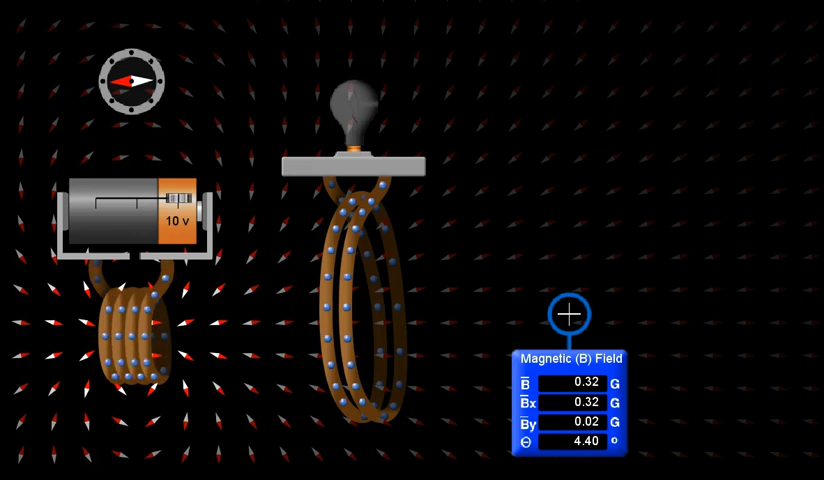 10 v
Magnetic (B) Field
B 0.32 G
Bx 0.32 G
By 0.02 G
Θ 4.40 º